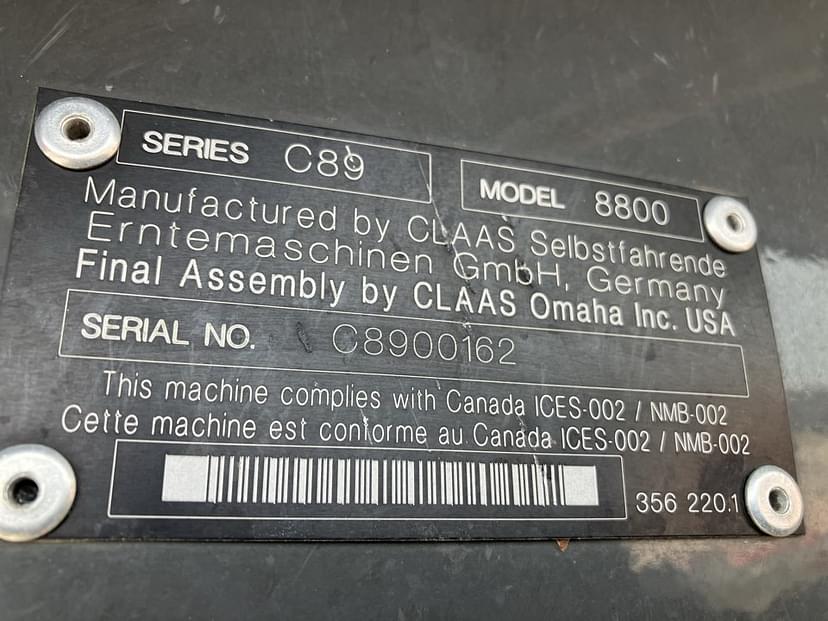 SERIES C89 MODEL 8800
Manufactured by CLAAS Selbstfahrende
Erntemaschinen GmbH, Germany
Final Assembly by CLAAS Omaha Inc. USA
SERIAL NO. C8900162
This machine complies with Canada ICES-002 / NMB-002
Cette machine est conforme au Canada ICES-002 / NMB-002
356 220.1